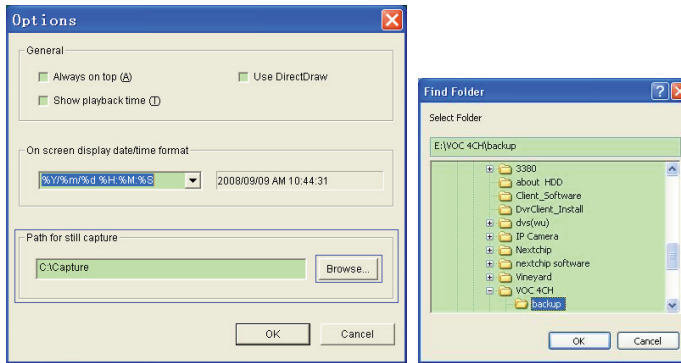 Options
General
Always on top (A)
Use DirectDraw
Show playback time (T)
On screen display date/time format
%Y/%m/%d %H:%M:%S
2008/09/09 AM 10:44:31
Path for still capture
C:\Capture
Browse...
OK
Cancel
Find Folder
Select Folder
E:\VOC 4CH\backup
3380
about HDD
Client_Software
DvrClient_Install
dvs(wu)
IP Camera
Nextchip
nextchip software
Vineyard
VOC 4CH
backup
OK
Cancel